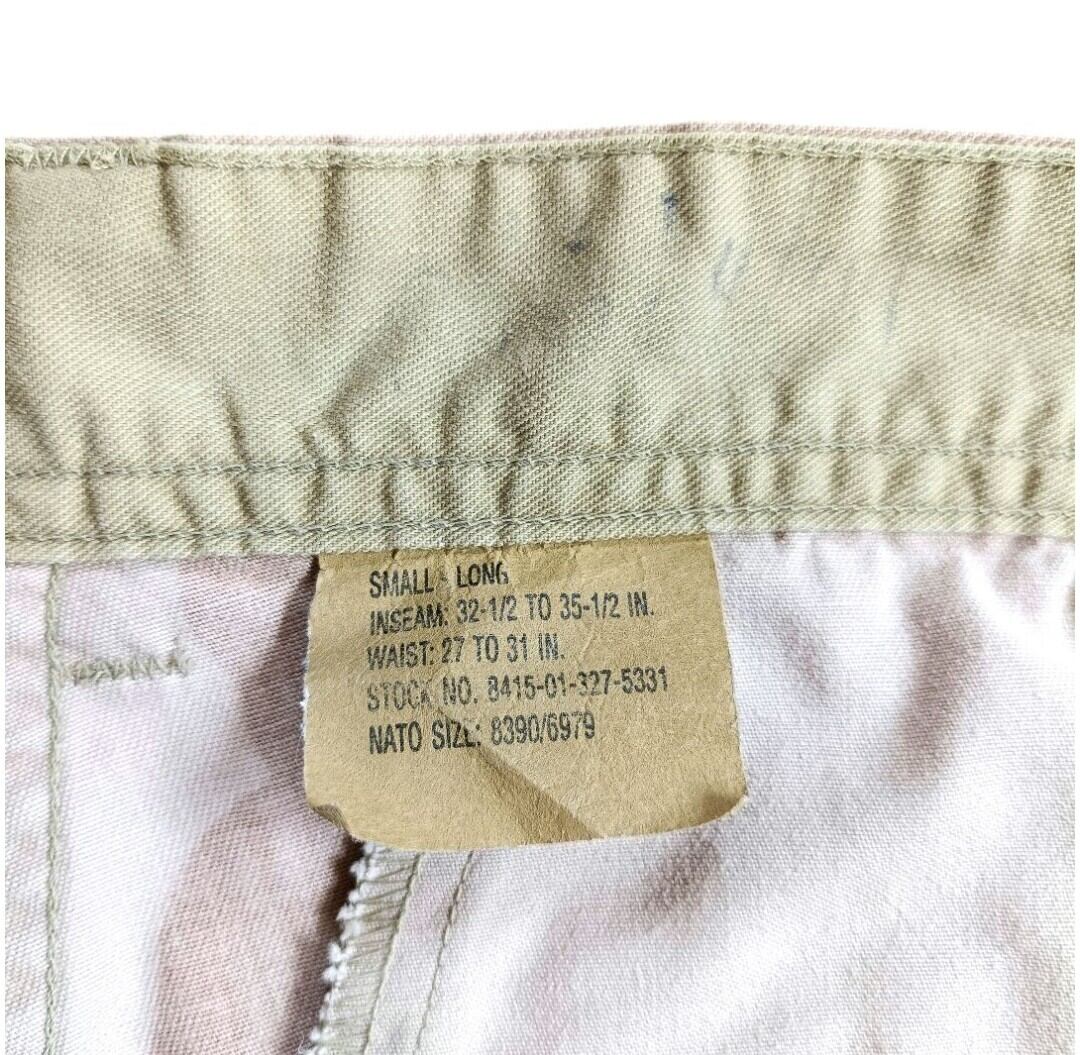 SMALL - LONG
INSEAM: 32-1/2 TO 35-1/2 IN.
WAIST: 27 TO 31 IN.
STOCK NO. 8415-01-327-5331
NATO SIZE: 8390/6979